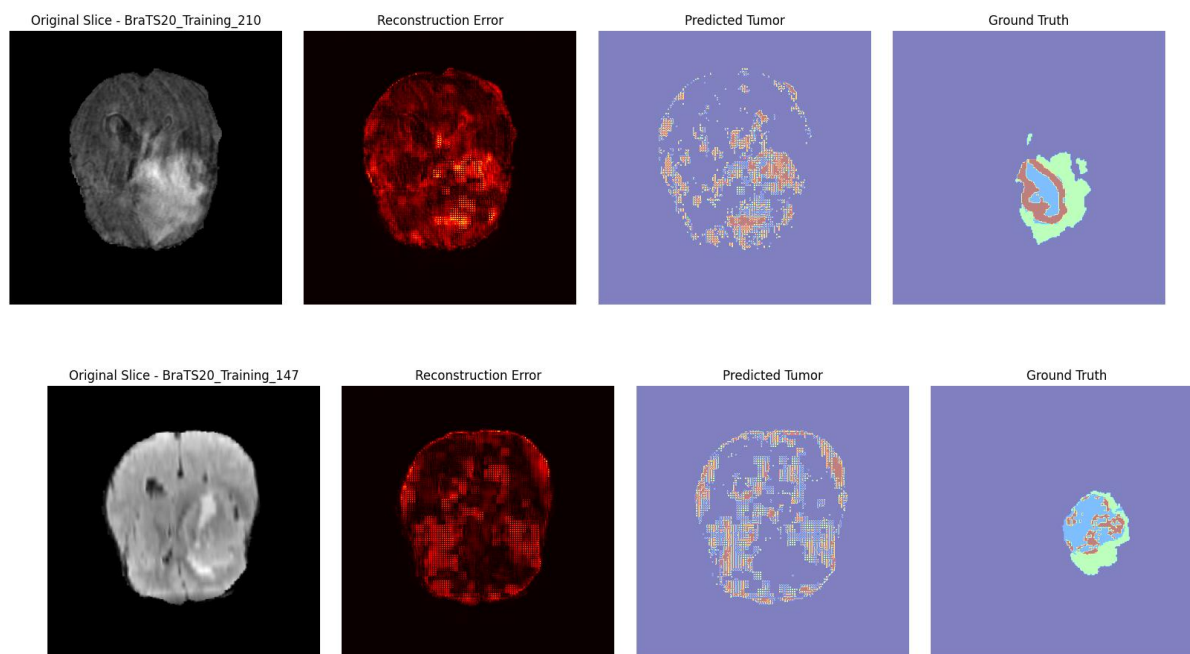 Original Slice - BraTS20_Training_210
Reconstruction Error
Predicted Tumor
Ground Truth
Original Slice - BraTS20_Training_147
Reconstruction Error
Predicted Tumor
Ground Truth